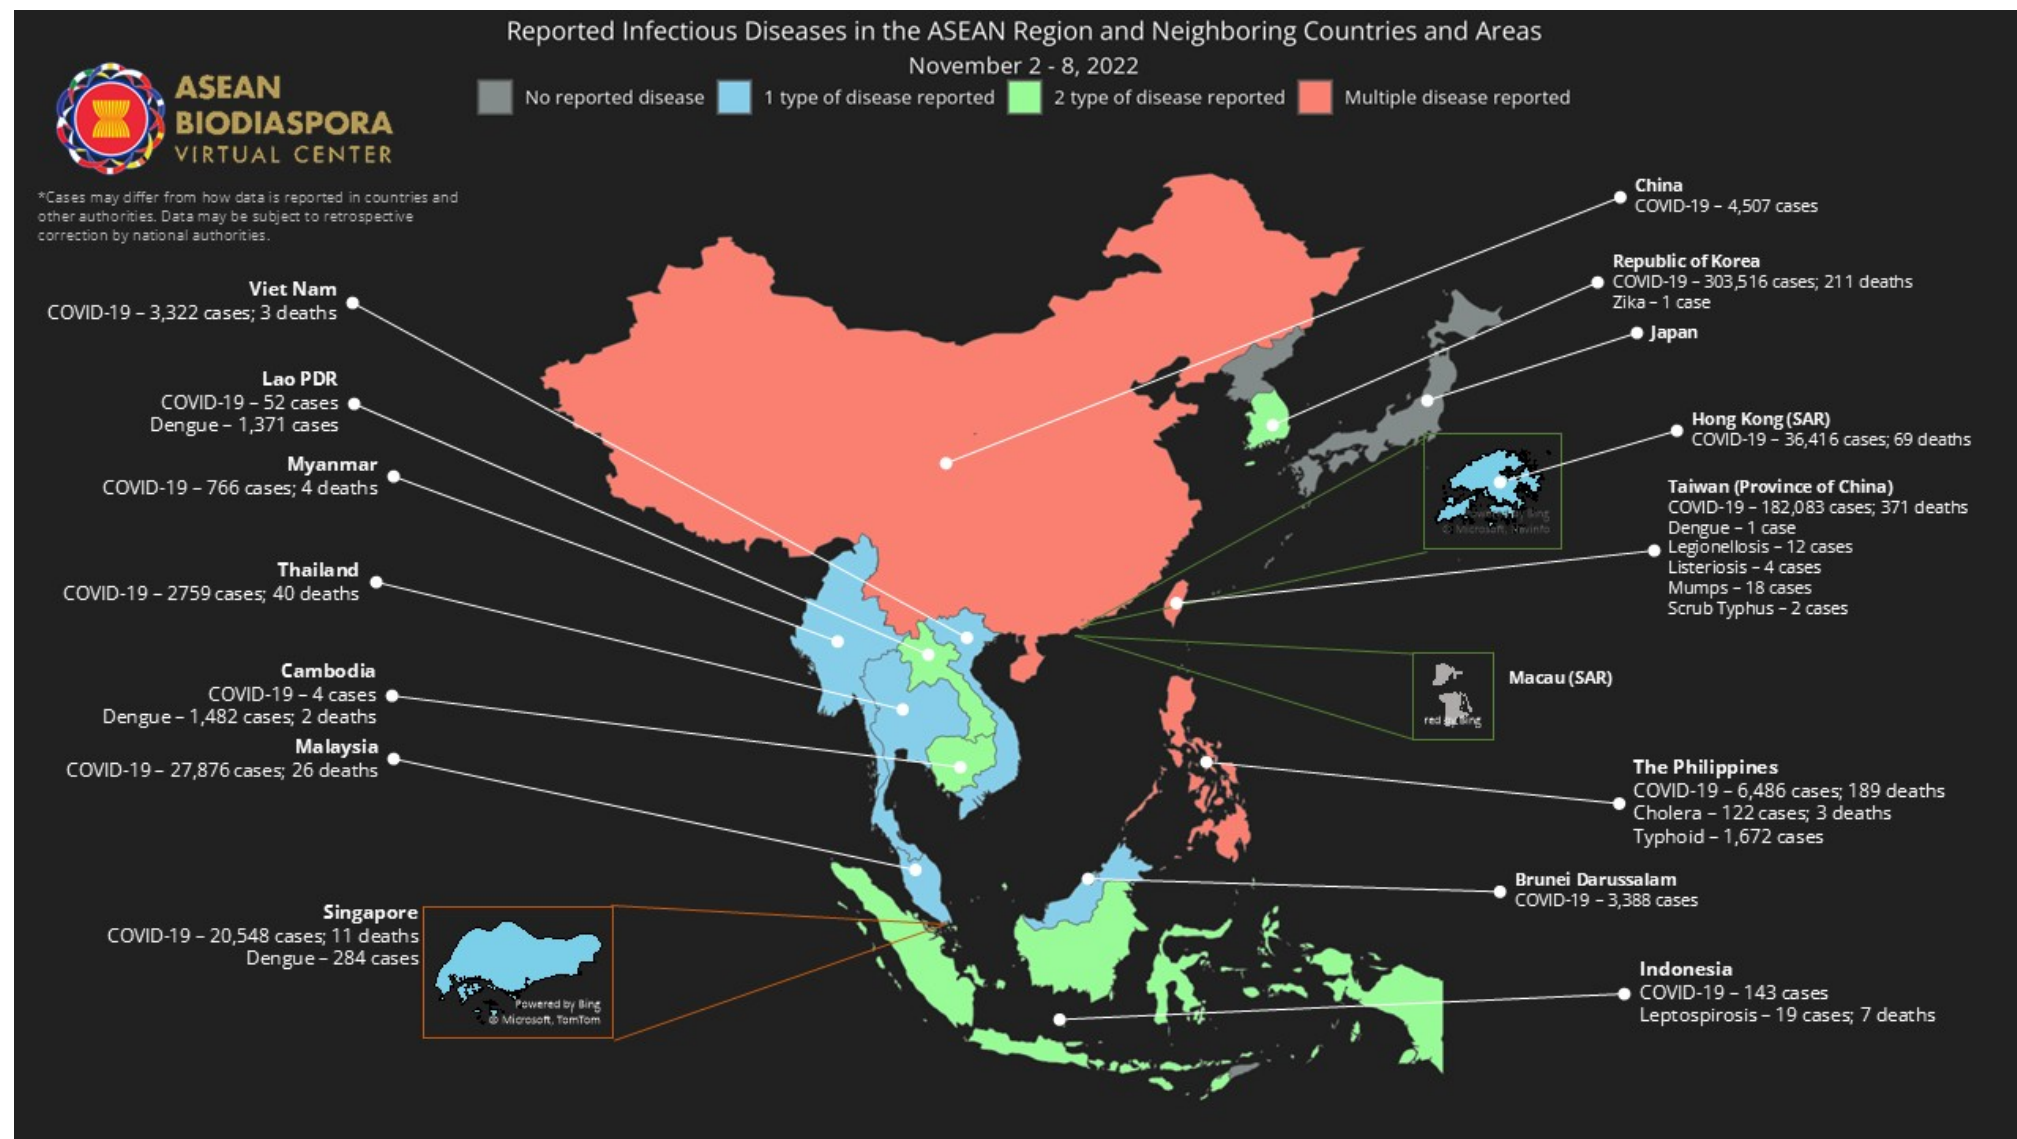 Reported Infectious Diseases in the ASEAN Region and Neighboring Countries and Areas
November 2 - 8, 2022
No reported disease
1 type of disease reported
2 type of disease reported
Multiple disease reported
ASEAN
BIODIASPORA
VIRTUAL CENTER
*Cases may differ from how data is reported in countries and
other authorities. Data may be subject to retrospective
correction by national authorities.
Viet Nam
COVID-19 – 3,322 cases; 3 deaths
Lao PDR
COVID-19 – 52 cases
Dengue – 1,371 cases
Myanmar
COVID-19 – 766 cases; 4 deaths
Thailand
COVID-19 – 2759 cases; 40 deaths
Cambodia
COVID-19 – 4 cases
Dengue – 1,482 cases; 2 deaths
Malaysia
COVID-19 – 27,876 cases; 26 deaths
Singapore
COVID-19 – 20,548 cases; 11 deaths
Dengue – 284 cases
Powered by Bing
© Microsoft, TomTom
China
COVID-19 – 4,507 cases
Republic of Korea
COVID-19 – 303,516 cases; 211 deaths
Zika – 1 case
Japan
Hong Kong (SAR)
COVID-19 – 36,416 cases; 69 deaths
by Bing
© Microsoft, Navinfo
Taiwan (Province of China)
COVID-19 – 182,083 cases; 371 deaths
Dengue – 1 case
Legionellosis – 12 cases
Listeriosis – 4 cases
Mumps – 18 cases
Scrub Typhus – 2 cases
Macau (SAR)
red by Bing
The Philippines
COVID-19 – 6,486 cases; 189 deaths
Cholera – 122 cases; 3 deaths
Typhoid – 1,672 cases
Brunei Darussalam
COVID-19 – 3,388 cases
Indonesia
COVID-19 – 143 cases
Leptospirosis – 19 cases; 7 deaths